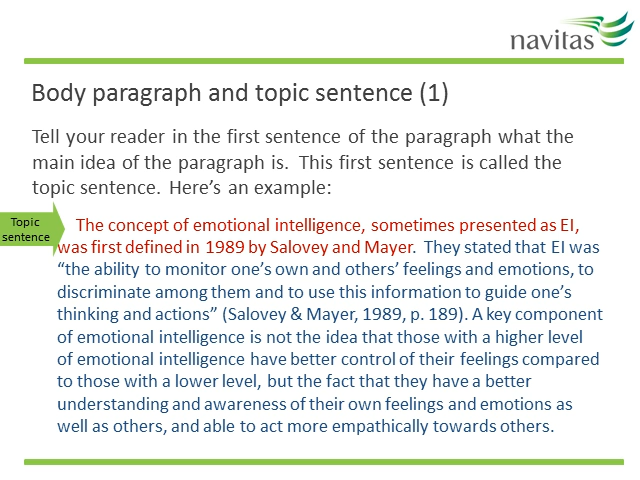 navitas
Body paragraph and topic sentence (1)
Tell your reader in the first sentence of the paragraph what the
main idea of the paragraph is. This first sentence is called the
topic sentence. Here’s an example:
Topic
sentence
The concept of emotional intelligence, sometimes presented as EI,
was first defined in 1989 by Salovey and Mayer. They stated that EI was
“the ability to monitor one’s own and others’ feelings and emotions, to
discriminate among them and to use this information to guide one’s
thinking and actions” (Salovey & Mayer, 1989, p. 189). A key component
of emotional intelligence is not the idea that those with a higher level
of emotional intelligence have better control of their feelings compared
to those with a lower level, but the fact that they have a better
understanding and awareness of their own feelings and emotions as
well as others, and able to act more empathically towards others.